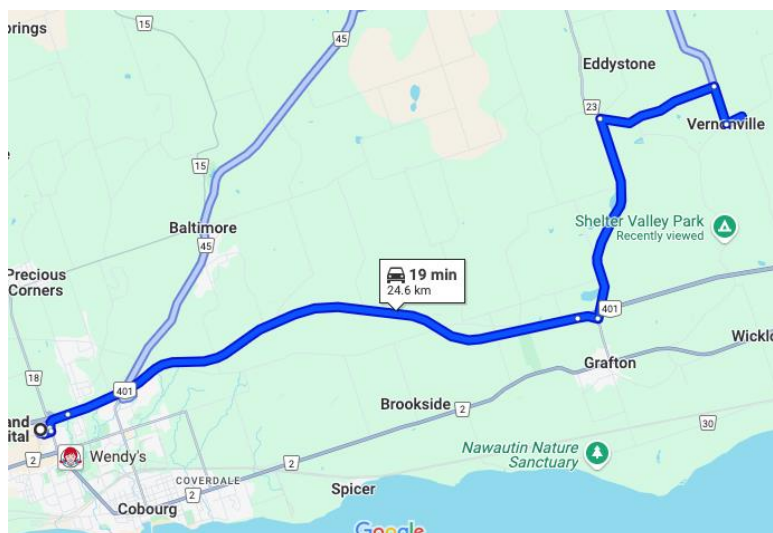 prings
15
45
Eddystone
23
Vernonville
15
Baltimore
45
Shelter Valley Park
Recently viewed
Precious
Corners
19 min
24.6 km
401
Wicklo
Grafton
18
401
Brookside
2
and
ital
2
Wendy's
30
Nawautin Nature
Sanctuary
COVERDALE
2
2
Spicer
Cobourg
Google